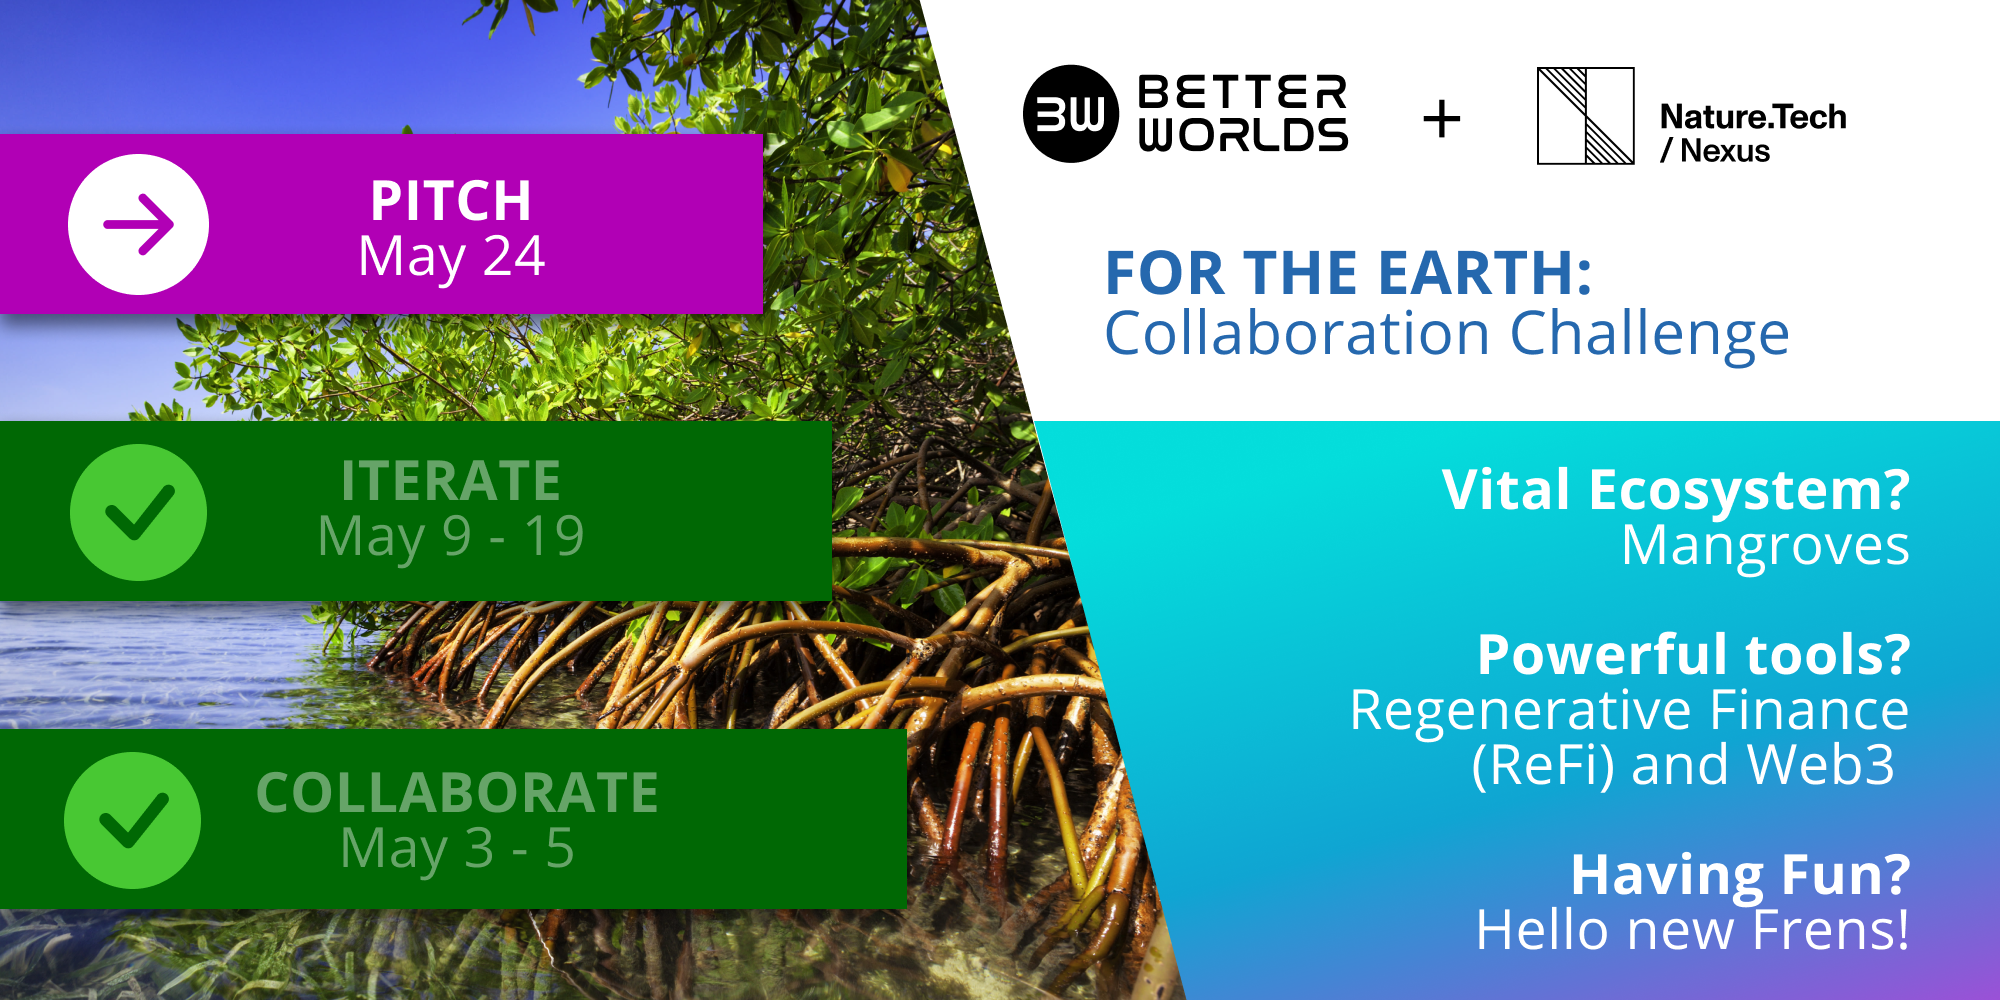 PITCH
May 24
ITERATE
May 9 - 19
COLLABORATE
May 3 - 5
BW
BETTER
WORLDS
+
Nature.Tech
/ Nexus
FOR THE EARTH:
Collaboration Challenge
Vital Ecosystem?
Mangroves
Powerful tools?
Regenerative Finance
(ReFi) and Web3
Having Fun?
Hello new Frens!